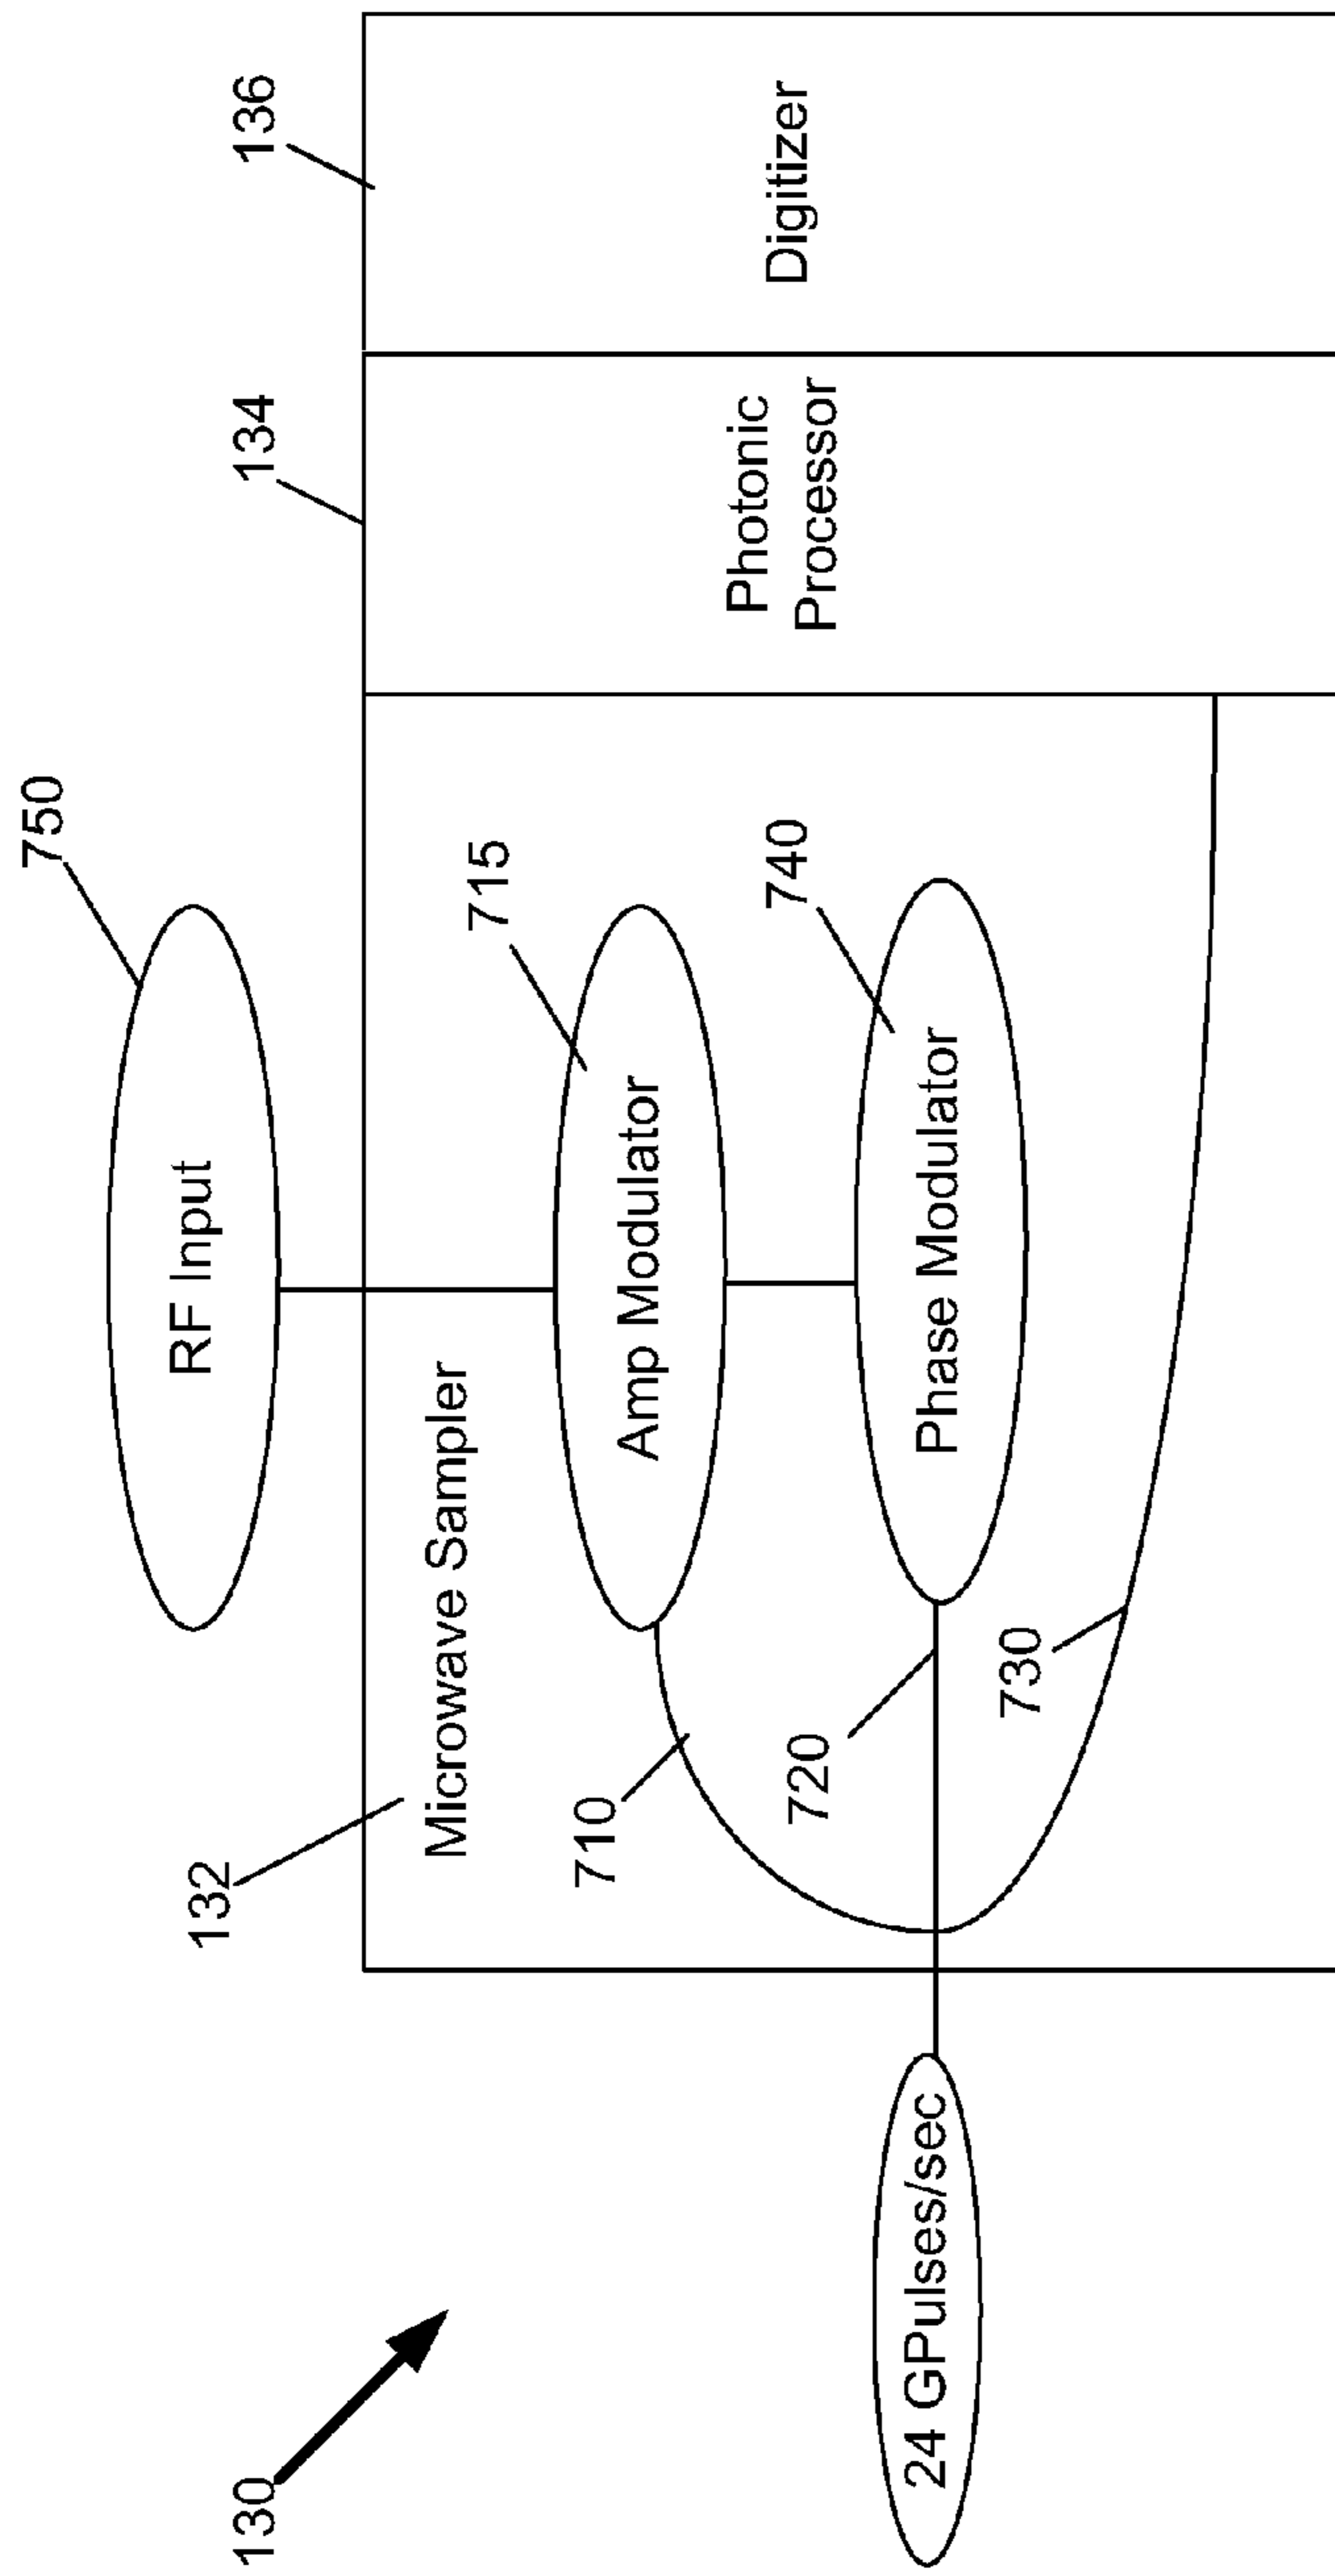 130
132
134
136
750
RF Input
Microwave Sampler
715
Amp Modulator
Photonic
Processor
Digitizer
710
740
Phase Modulator
720
24 GPulses/sec
730